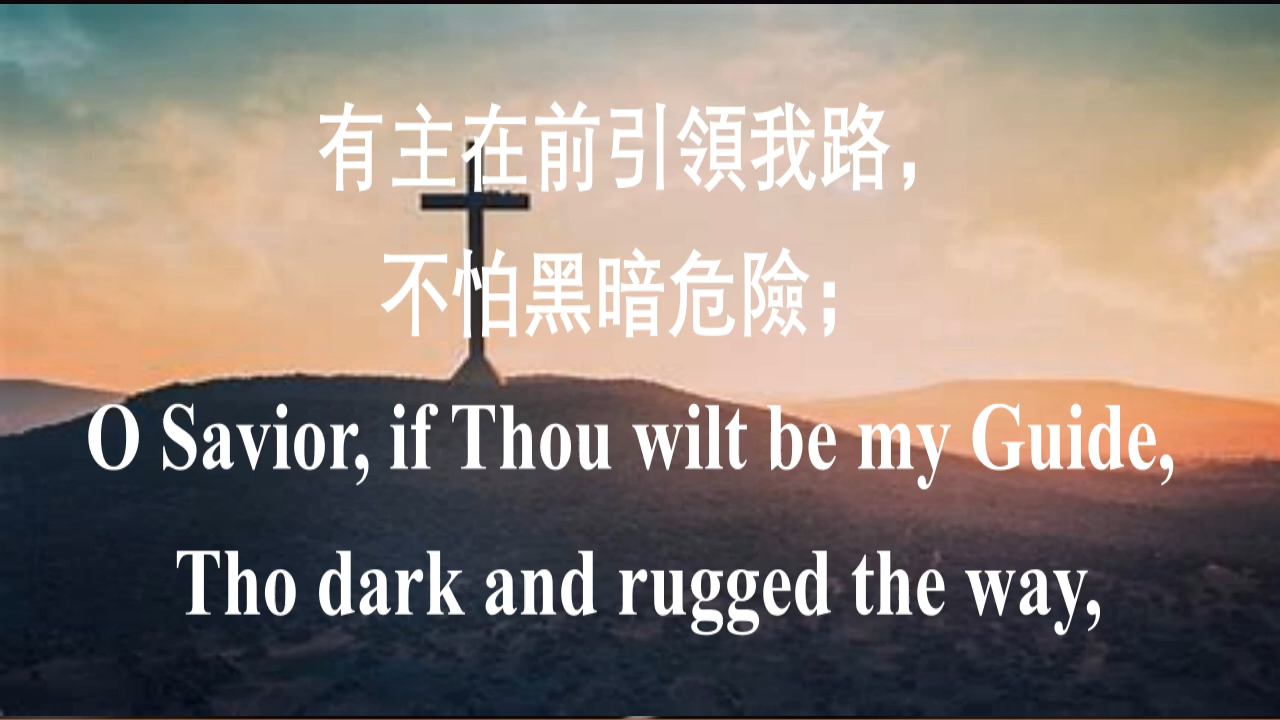 有主在前引領我路，
不怕黑暗危險；
O Savior, if Thou wilt be my Guide,
Tho dark and rugged the way,